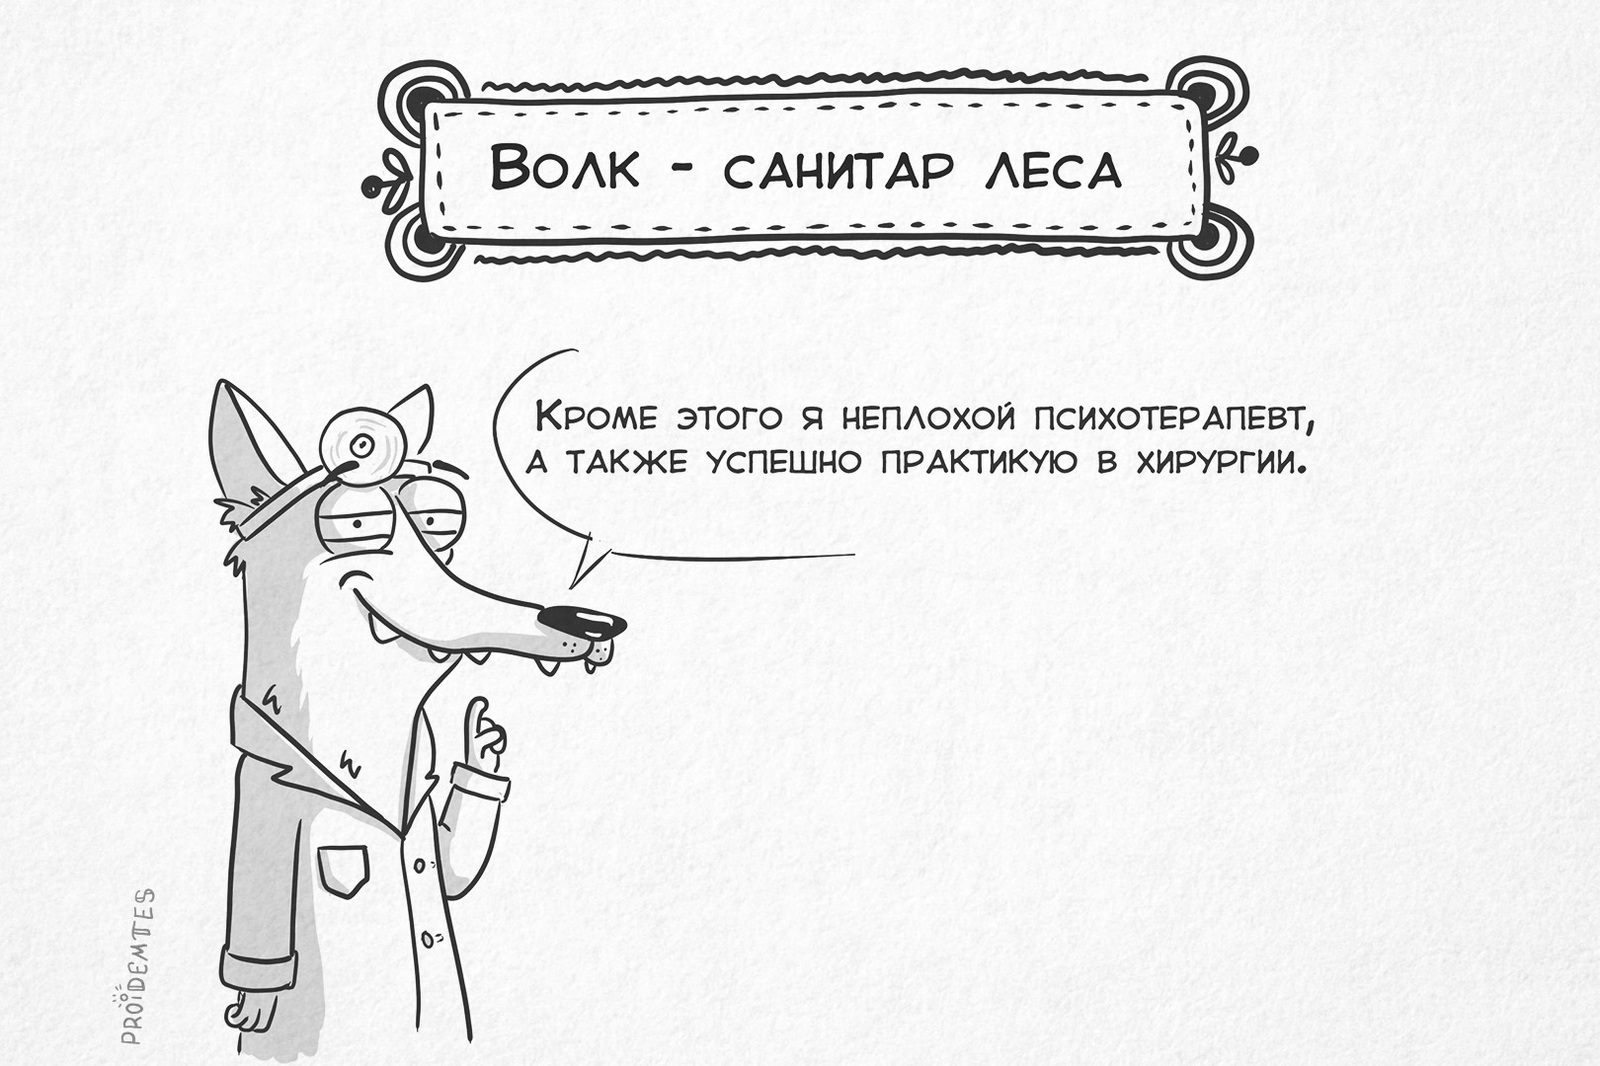 Волк - санитар леса
Кроме этого я неплохой психотерапевт,
а также успешно практикую в хирургии.
PROIDEMTES